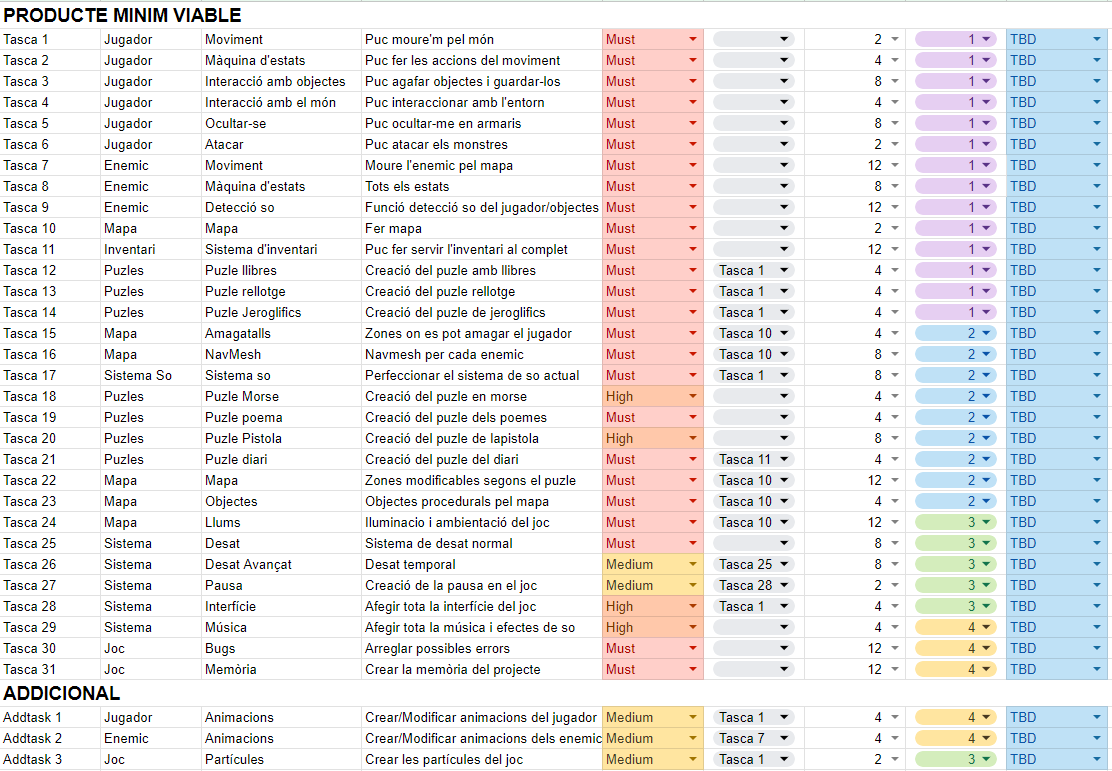 PRODUCTE MINIM VIABLE
Tasca 1 Jugador Moviment Puc moure'm pel món Must 2 1 TBD
Tasca 2 Jugador Màquina d'estats Puc fer les accions del moviment Must 4 1 TBD
Tasca 3 Jugador Interacció amb objectes Puc agafar objectes i guardar-los Must 8 1 TBD
Tasca 4 Jugador Interacció amb el món Puc interaccionar amb l'entorn Must 4 1 TBD
Tasca 5 Jugador Ocultar-se Puc ocultar-me en armaris Must 8 1 TBD
Tasca 6 Jugador Atacar Puc atacar els monstres Must 2 1 TBD
Tasca 7 Enemic Moviment Moure l'enemic pel mapa Must 12 1 TBD
Tasca 8 Enemic Màquina d'estats Tots els estats Must 8 1 TBD
Tasca 9 Enemic Detecció so Funció detecció so del jugador/objectes Must 12 1 TBD
Tasca 10 Mapa Mapa Fer mapa Must 2 1 TBD
Tasca 11 Inventari Sistema d'inventari Puc fer servir l'inventari al complet Must 12 1 TBD
Tasca 12 Puzles Puzle llibres Creació del puzle amb llibres Must Tasca 1 4 1 TBD
Tasca 13 Puzles Puzle rellotge Creació del puzle rellotge Must Tasca 1 4 1 TBD
Tasca 14 Puzles Puzle Jeroglifics Creació del puzle de jeroglifics Must Tasca 1 4 1 TBD
Tasca 15 Mapa Amagatalls Zones on es pot amagar el jugador Must Tasca 10 4 2 TBD
Tasca 16 Mapa NavMesh Navmesh per cada enemic Must Tasca 10 8 2 TBD
Tasca 17 Sistema So Sistema so Perfeccionar el sistema de so actual Must Tasca 1 8 2 TBD
Tasca 18 Puzles Puzle Morse Creació del puzle en morse High 4 2 TBD
Tasca 19 Puzles Puzle poema Creació del puzle dels poemes Must 4 2 TBD
Tasca 20 Puzles Puzle Pistola Creació del puzle de lapistola High 8 2 TBD
Tasca 21 Puzles Puzle diari Creació del puzle del diari Must Tasca 11 4 2 TBD
Tasca 22 Mapa Mapa Zones modificables segons el puzle Must Tasca 10 12 2 TBD
Tasca 23 Mapa Objectes Objectes procedurals pel mapa Must Tasca 10 4 2 TBD
Tasca 24 Mapa Llums Iluminacio i ambientació del joc Must Tasca 10 12 3 TBD
Tasca 25 Sistema Desat Sistema de desat normal Must 8 3 TBD
Tasca 26 Sistema Desat Avançat Desat temporal Medium Tasca 25 8 3 TBD
Tasca 27 Sistema Pausa Creació de la pausa en el joc Medium Tasca 28 2 3 TBD
Tasca 28 Sistema Interfície Afegir tota la interfície del joc High Tasca 1 4 3 TBD
Tasca 29 Sistema Música Afegir tota la música i efectes de so High 4 4 TBD
Tasca 30 Joc Bugs Arreglar possibles errors Must 12 4 TBD
Tasca 31 Joc Memòria Crear la memòria del projecte Must 12 4 TBD
ADDICIONAL
Addtask 1 Jugador Animacions Crear/Modificar animacions del jugador Medium Tasca 1 4 4 TBD
Addtask 2 Enemic Animacions Crear/Modificar animacions dels enemic Medium Tasca 7 4 4 TBD
Addtask 3 Joc Partícules Crear les partícules del joc Medium Tasca 1 2 3 TBD